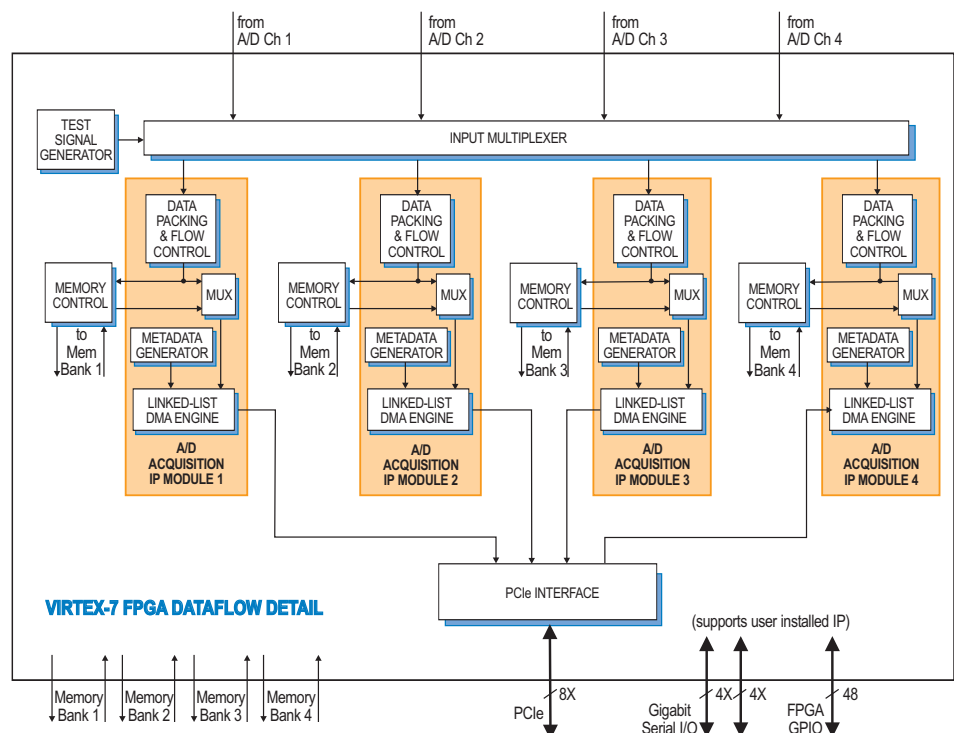 from
A/D Ch 1
from
A/D Ch 2
from
A/D Ch 3
from
A/D Ch 4
TEST
SIGNAL
GENERATOR
INPUT MULTIPLEXER
DATA
PACKING
& FLOW
CONTROL
MEMORY
CONTROL
MUX
to
Mem
Bank 1
METADATA
GENERATOR
LINKED-LIST
DMA ENGINE
A/D
ACQUISITION
IP MODULE 1
DATA
PACKING
& FLOW
CONTROL
MEMORY
CONTROL
MUX
to
Mem
Bank 2
METADATA
GENERATOR
LINKED-LIST
DMA ENGINE
A/D
ACQUISITION
IP MODULE 2
DATA
PACKING
& FLOW
CONTROL
MEMORY
CONTROL
MUX
to
Mem
Bank 3
METADATA
GENERATOR
LINKED-LIST
DMA ENGINE
A/D
ACQUISITION
IP MODULE 3
DATA
PACKING
& FLOW
CONTROL
MEMORY
CONTROL
MUX
to
Mem
Bank 4
METADATA
GENERATOR
LINKED-LIST
DMA ENGINE
A/D
ACQUISITION
IP MODULE 4
PCIe INTERFACE
VIRTEX-7 FPGA DATAFLOW DETAIL
(supports user installed IP)
Memory
Bank 1
Memory
Bank 2
Memory
Bank 3
Memory
Bank 4
8X
PCIe
4X
4X
Gigabit
Serial I/O
48
FPGA
GPIO